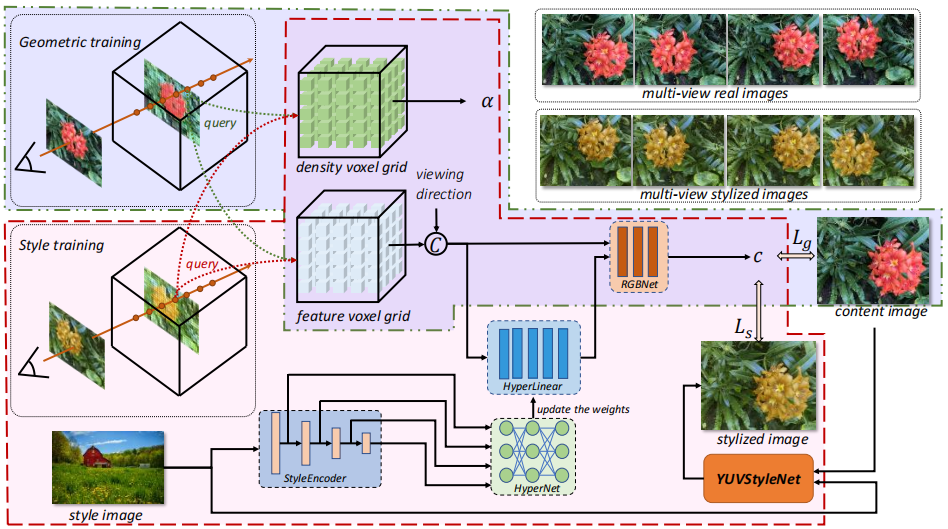 Geometric training
query
density voxel grid
α
multi-view real images
multi-view stylized images
viewing
direction
C
feature voxel grid
RGBNet
c
L_g
content image
Style training
query
L_s
HyperLinear
update the weights
stylized image
StyleEncoder
HyperNet
YUVStyleNet
style image